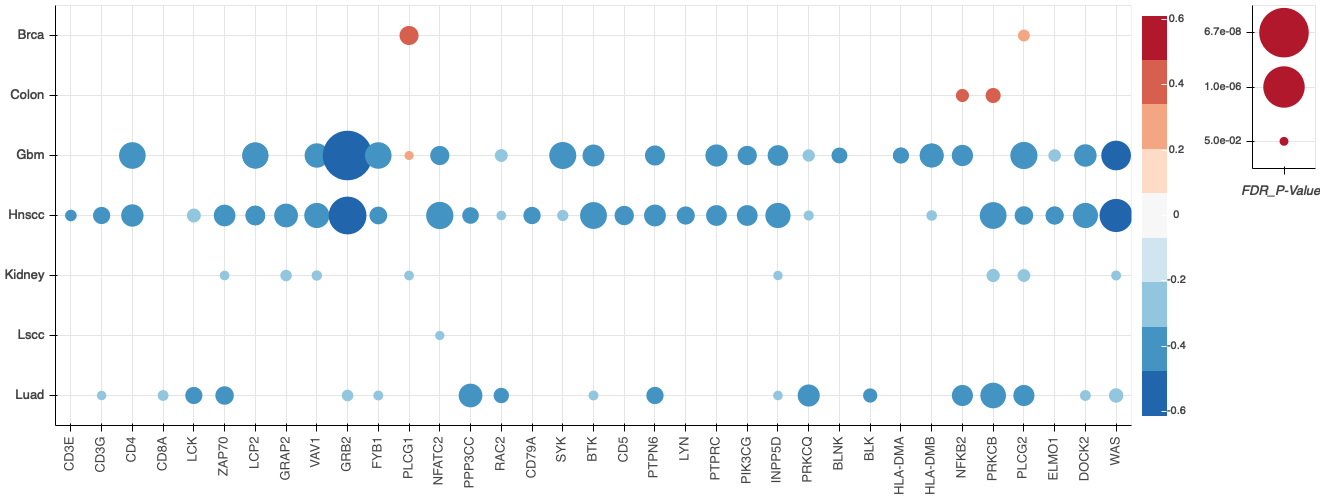 Brca
Colon
Gbm
Hnscc
Kidney
Lscc
Luad
CD3E
CD3G
CD4
CD8A
LCK
ZAP70
LCP2
GRAP2
VAV1
GRB2
FYB1
PLCG1
NFATC2
PPP3CC
RAC2
CD79A
SYK
BTK
CD5
PTPN6
LYN
PTPRC
PIK3CG
INPP5D
PRKCQ
BLNK
BLK
HLA-DMA
HLA-DMB
NFKB2
PRKCB
PLCG2
ELMO1
DOCK2
WAS
0.6
0.4
0.2
0
-0.2
-0.4
-0.6
6.7e-08
1.0e-06
5.0e-02
FDR_P-Value